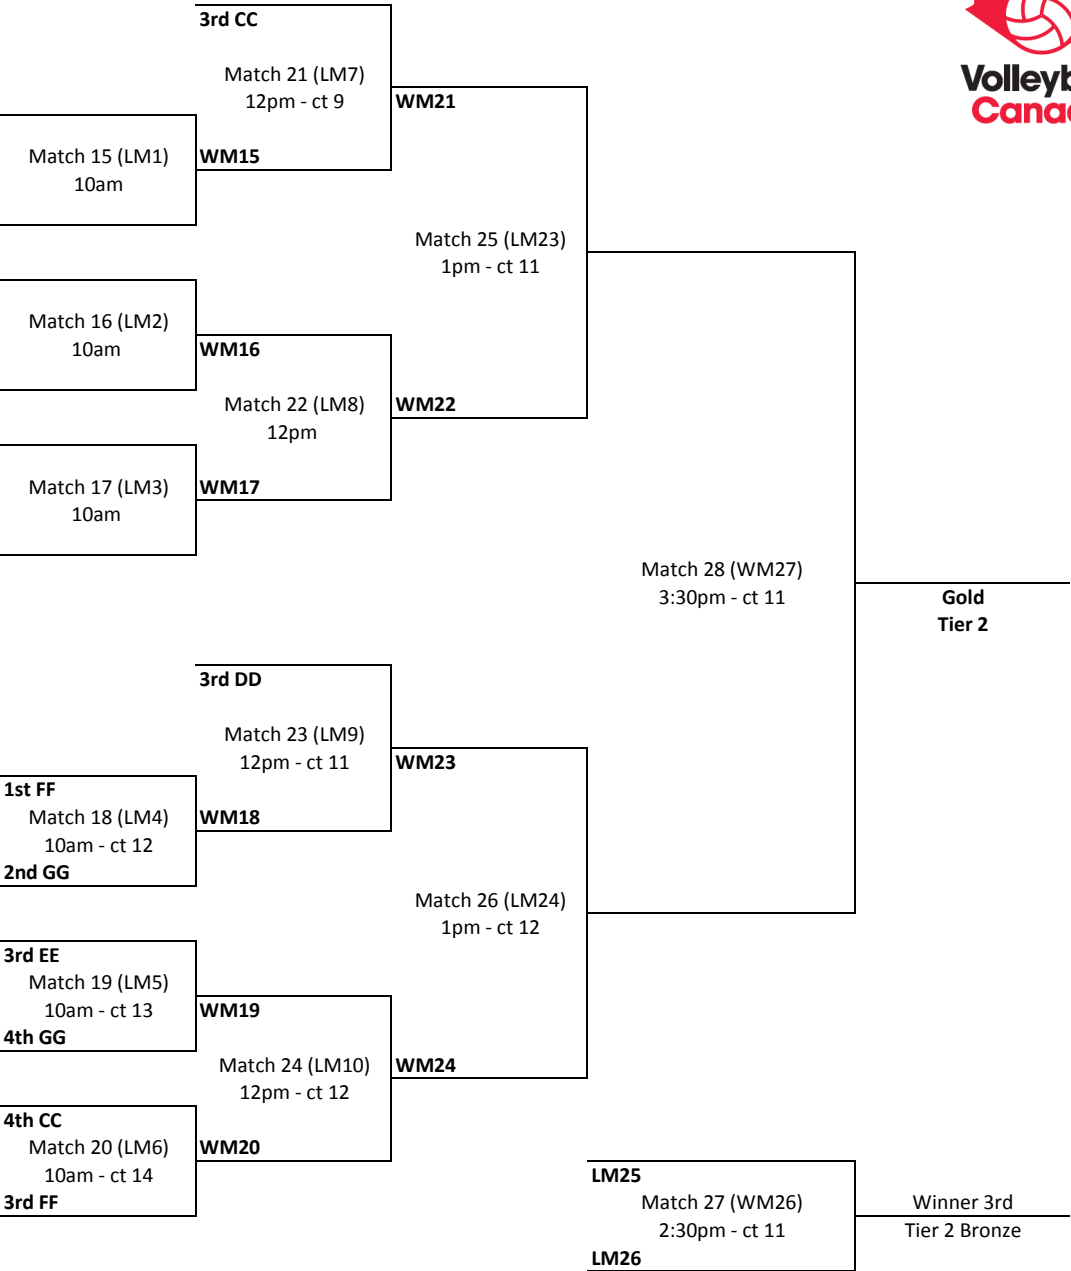 3rd CC
Match 21 (LM7)
12pm - ct 9
WM21
Match 15 (LM1)
10am
WM15
Match 25 (LM23)
1pm - ct 11
Match 16 (LM2)
10am
WM16
Match 22 (LM8)
12pm
WM22
Match 17 (LM3)
10am
WM17
Match 28 (WM27)
3:30pm - ct 11
Gold
Tier 2
3rd DD
Match 23 (LM9)
12pm - ct 11
WM23
1st FF
Match 18 (LM4)
10am - ct 12
2nd GG
WM18
Match 26 (LM24)
1pm - ct 12
3rd EE
Match 19 (LM5)
10am - ct 13
4th GG
WM19
Match 24 (LM10)
12pm - ct 12
WM24
4th CC
Match 20 (LM6)
10am - ct 14
3rd FF
WM20
LM25
Match 27 (WM26)
2:30pm - ct 11
LM26
Winner 3rd
Tier 2 Bronze